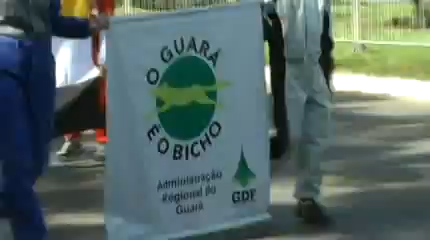 O GUARÁ
É O BICHO
Administração
Regional do
Guará
GDF